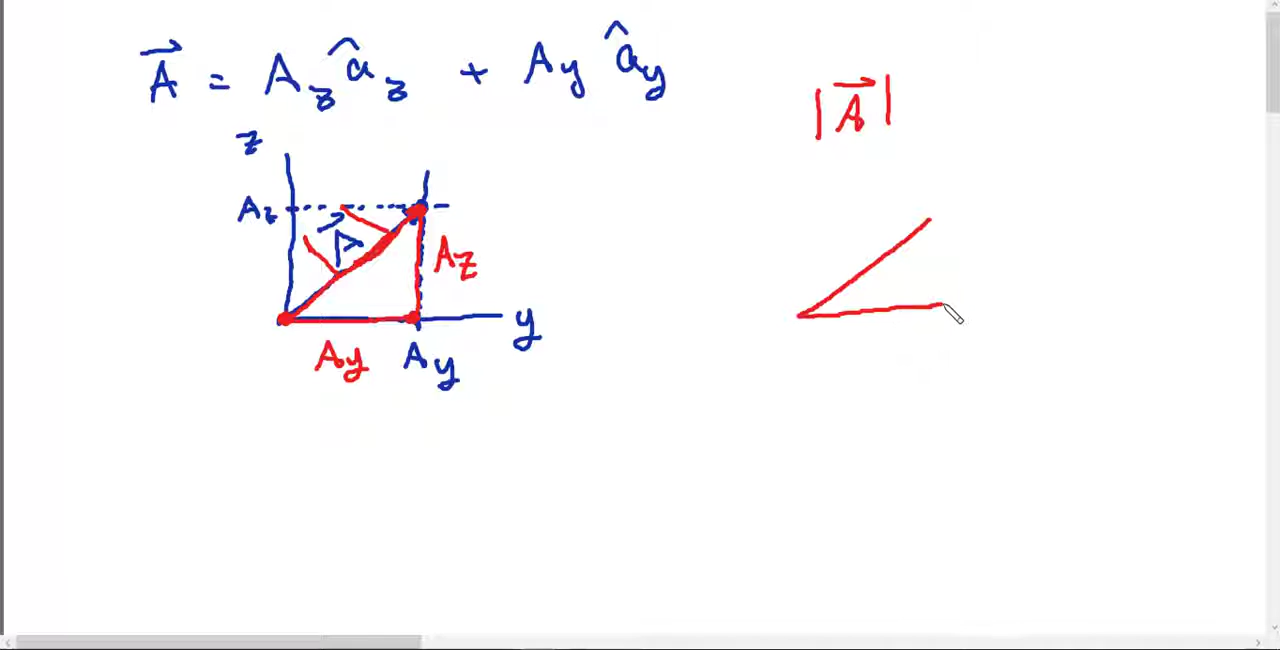 A⃗ = A_z â_z + A_y â_y
|A⃗|
z
A_z
A⃗
A_z
y
A_y A_y